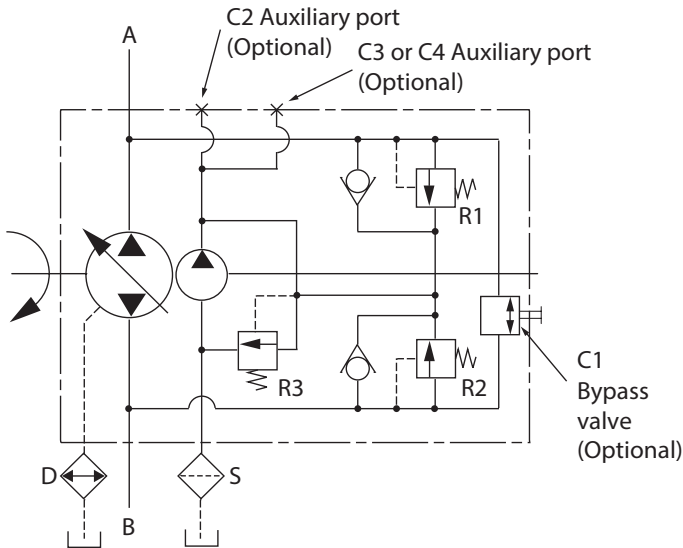 C2 Auxiliary port
(Optional)
A
C3 or C4 Auxiliary port
(Optional)
R1
R3
R2
C1
Bypass
valve
(Optional)
D
S
B